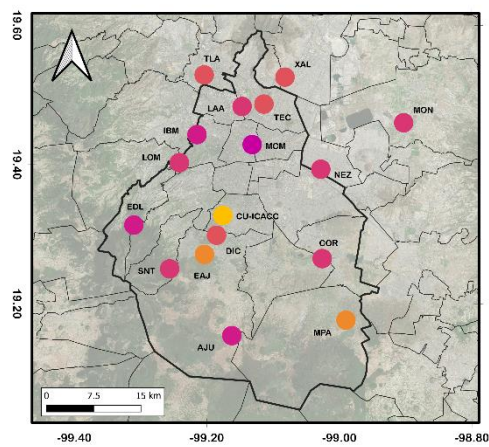 19.60
TLA
XAL
LAA
TEC
MON
IBM
MCM
19.40
LOM
NEZ
EDL
CU-ICACC
DIC
COR
SNT
EAJ
19.20
MPA
AJU
0 7.5 15 km
-99.40 -99.20 -99.00 -98.80